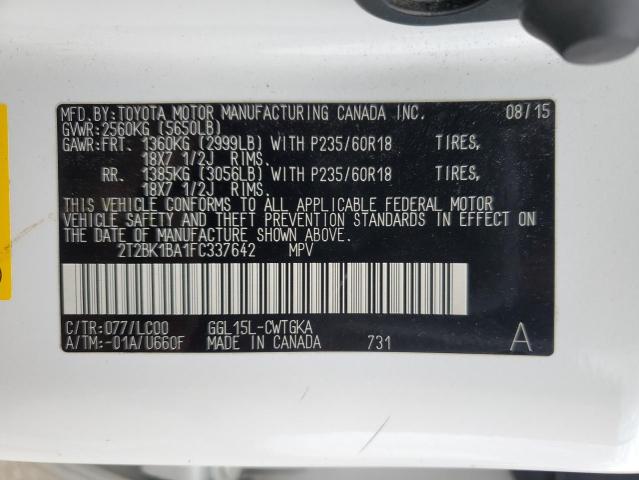 MFD.BY:TOYOTA MOTOR MANUFACTURING CANADA INC. 08/15
GVWR:2560KG (5650LB)
GAWR:FRT. 1360KG (2999LB) WITH P235/60R18 TIRES,
18X7 1/2J RIMS.
RR. 1385KG (3056LB) WITH P235/60R18 TIRES,
18X7 1/2J RIMS.
THIS VEHICLE CONFORMS TO ALL APPLICABLE FEDERAL MOTOR
VEHICLE SAFETY AND THEFT PREVENTION STANDARDS IN EFFECT ON
THE DATE OF MANUFACTURE SHOWN ABOVE.
2T2BK1BA1FC337642 MPV
C/TR:077/LC00 GGL15L-CWTGKA
A/TM:-01A/U660F MADE IN CANADA 731 A